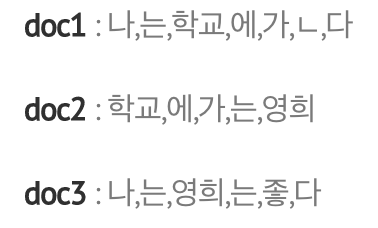 doc1 : 나,는,학교,에,가,ㄴ,다
doc2 : 학교,에,가,는,영희
doc3 : 나,는,영희,는,좋,다